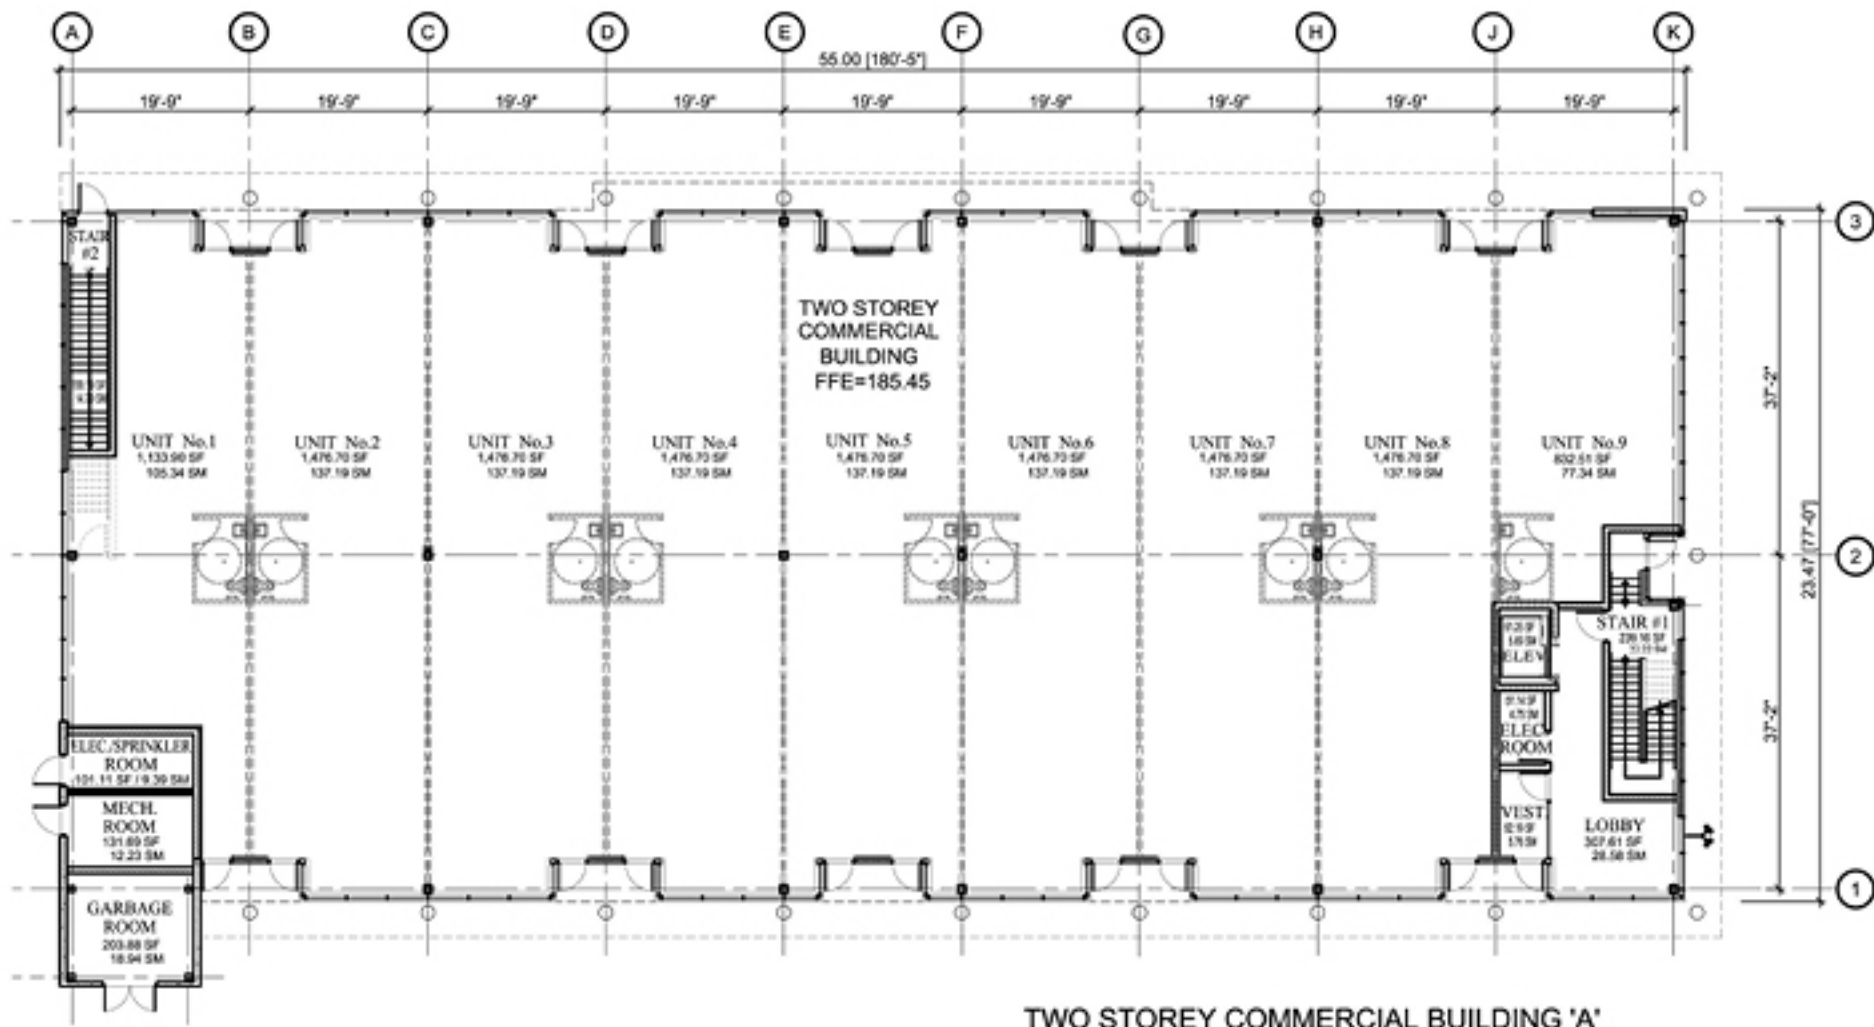 A B C D E F G H J K
55.00 [180'-5"]
19'-9" 19'-9" 19'-9" 19'-9" 19'-9" 19'-9" 19'-9" 19'-9" 19'-9"
3
STAIR
#2
TWO STOREY
COMMERCIAL
BUILDING
FFE=185.45
37'-2"
UNIT No.1
1,133.90 SF
105.34 SM
UNIT No.2
1,476.70 SF
137.19 SM
UNIT No.3
1,476.70 SF
137.19 SM
UNIT No.4
1,476.70 SF
137.19 SM
UNIT No.5
1,476.70 SF
137.19 SM
UNIT No.6
1,476.70 SF
137.19 SM
UNIT No.7
1,476.70 SF
137.19 SM
UNIT No.8
1,476.70 SF
137.19 SM
UNIT No.9
832.51 SF
77.34 SM
2
23.47 [77'-0"]
STAIR #1
ELEV
37'-2"
ELEC.
ROOM
ELEC./SPRINKLER
ROOM
101.11 SF / 9.39 SM
MECH.
ROOM
131.69 SF
12.23 SM
VEST.
LOBBY
307.61 SF
28.58 SM
1
GARBAGE
ROOM
203.88 SF
18.94 SM
TWO STOREY COMMERCIAL BUILDING 'A'